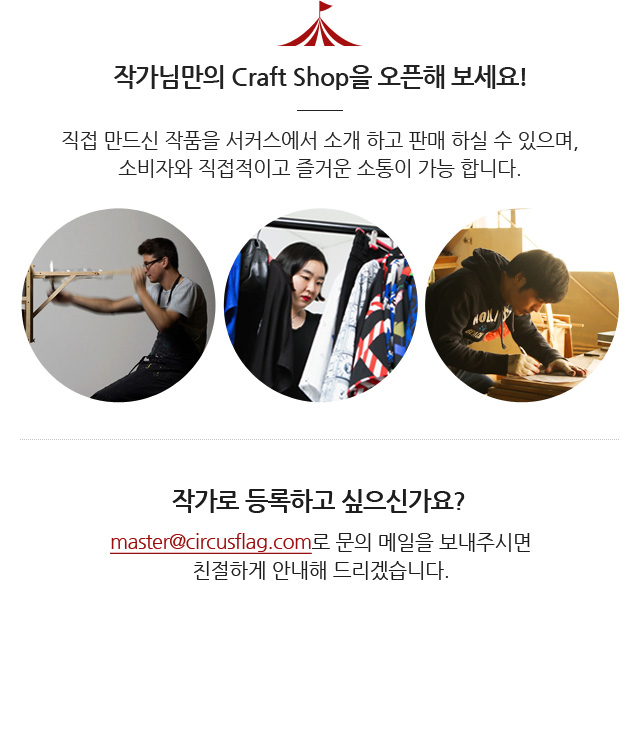 작가님만의 Craft Shop을 오픈해 보세요!
직접 만드신 작품을 서커스에서 소개 하고 판매 하실 수 있으며,
소비자와 직접적이고 즐거운 소통이 가능 합니다.
작가로 등록하고 싶으신가요?
master@circusflag.com로 문의 메일을 보내주시면
친절하게 안내해 드리겠습니다.